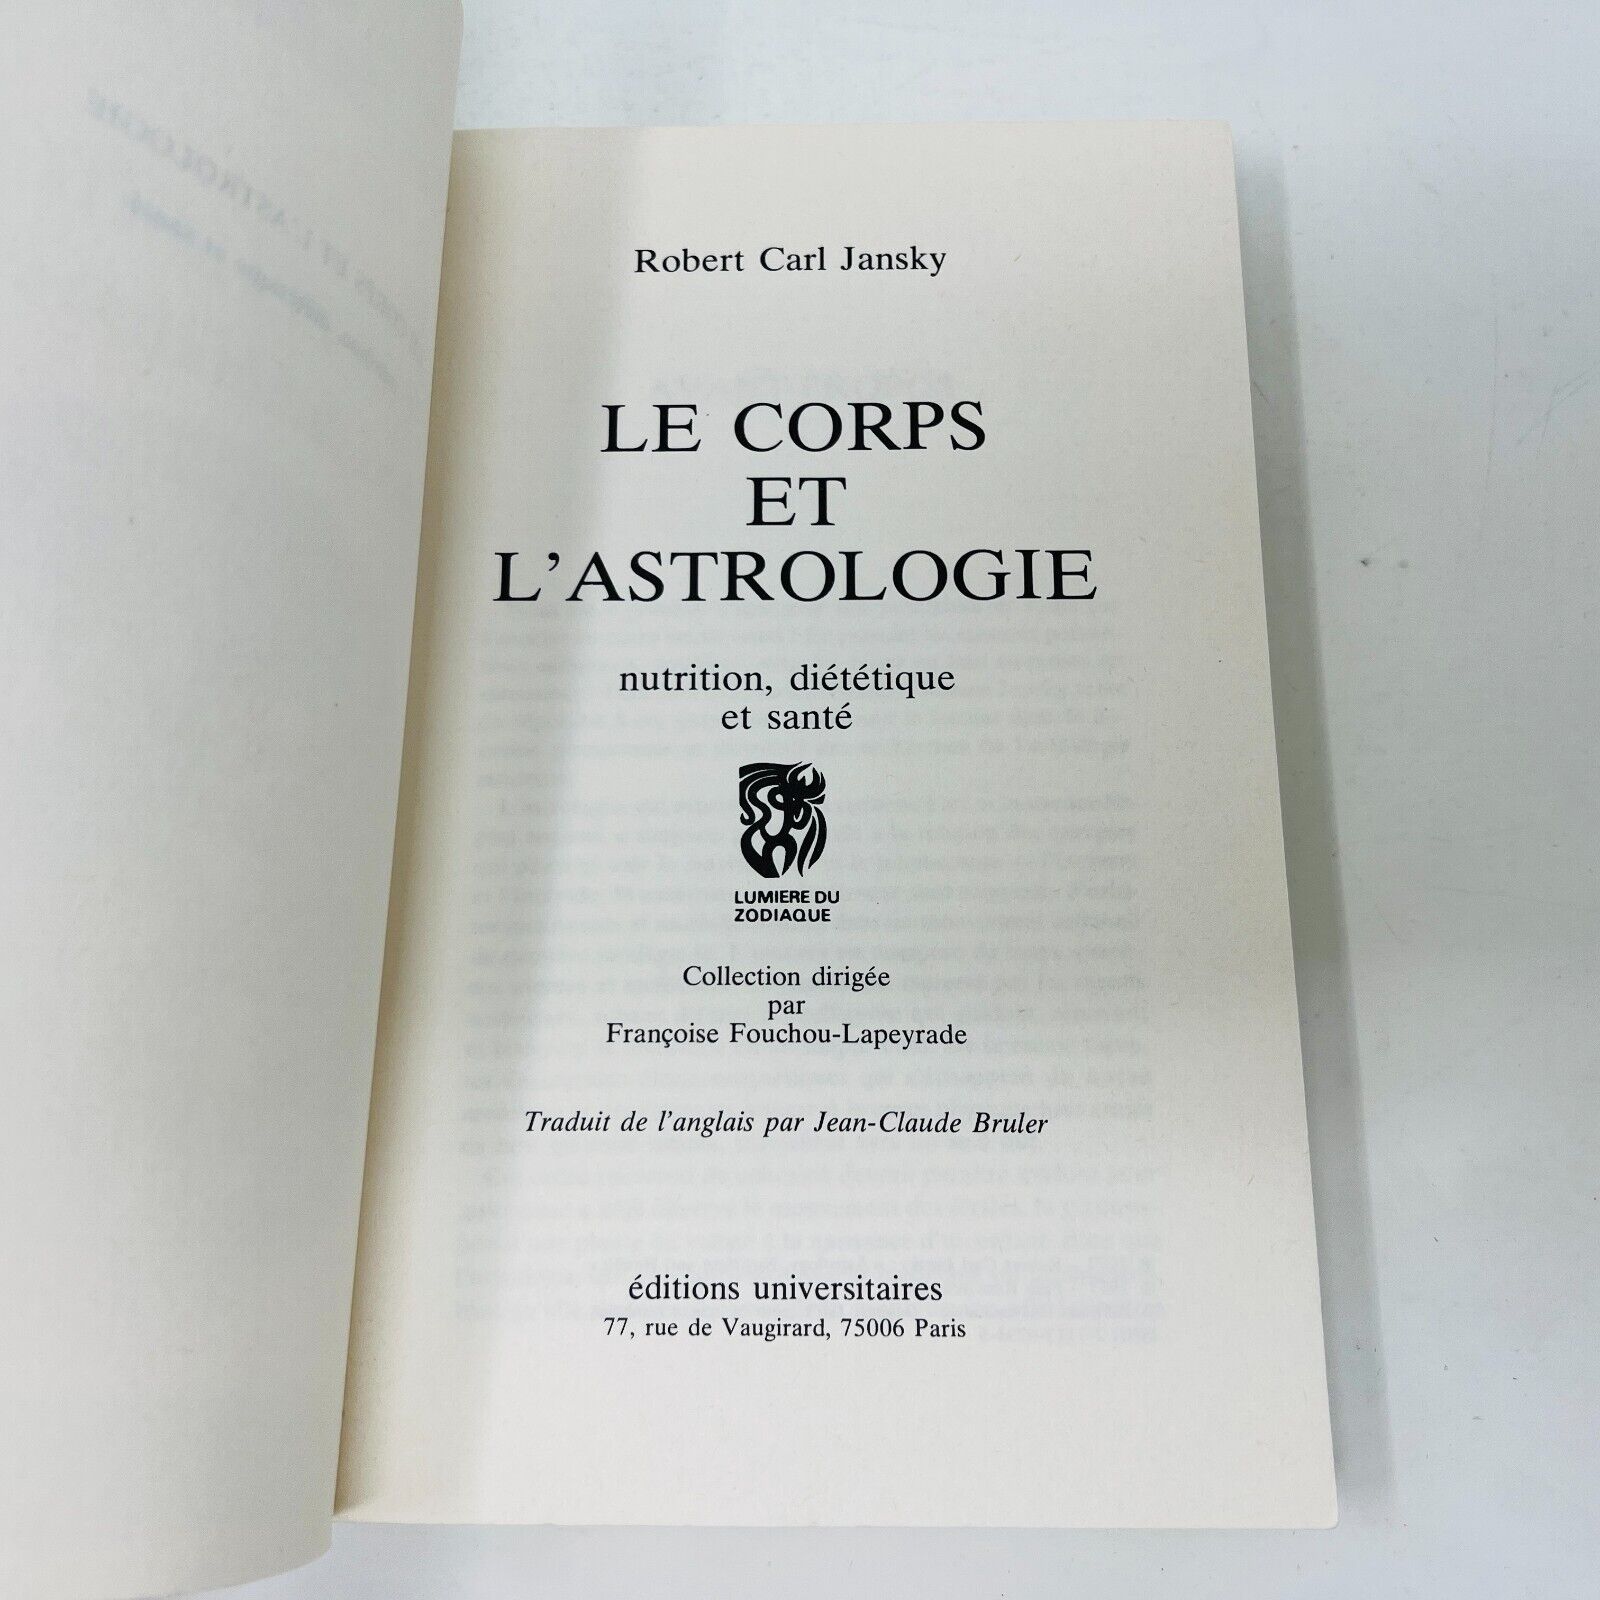 Robert Carl Jansky
LE CORPS
ET
L'ASTROLOGIE
nutrition, diététique
et santé
LUMIERE DU
ZODIAQUE
Collection dirigée
par
Françoise Fouchou-Lapeyrade
Traduit de l'anglais par Jean-Claude Bruler
éditions universitaires
77, rue de Vaugirard, 75006 Paris